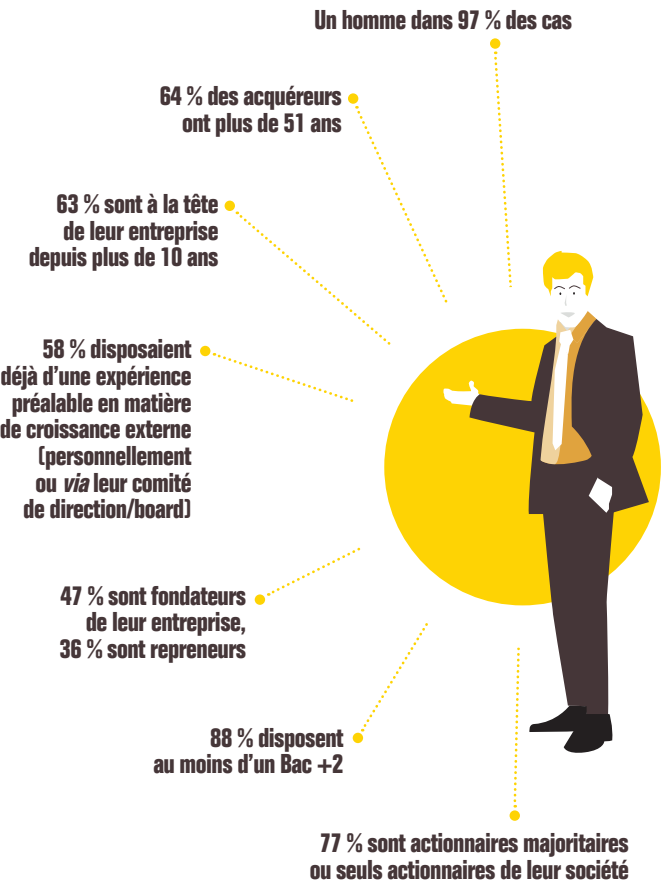 Un homme dans 97 % des cas
64 % des acquéreurs
ont plus de 51 ans
63 % sont à la tête
de leur entreprise
depuis plus de 10 ans
58 % disposaient
déjà d’une expérience
préalable en matière
de croissance externe
(personnellement
ou via leur comité
de direction/board)
47 % sont fondateurs
de leur entreprise,
36 % sont repreneurs
88 % disposent
au moins d’un Bac +2
77 % sont actionnaires majoritaires
ou seuls actionnaires de leur société